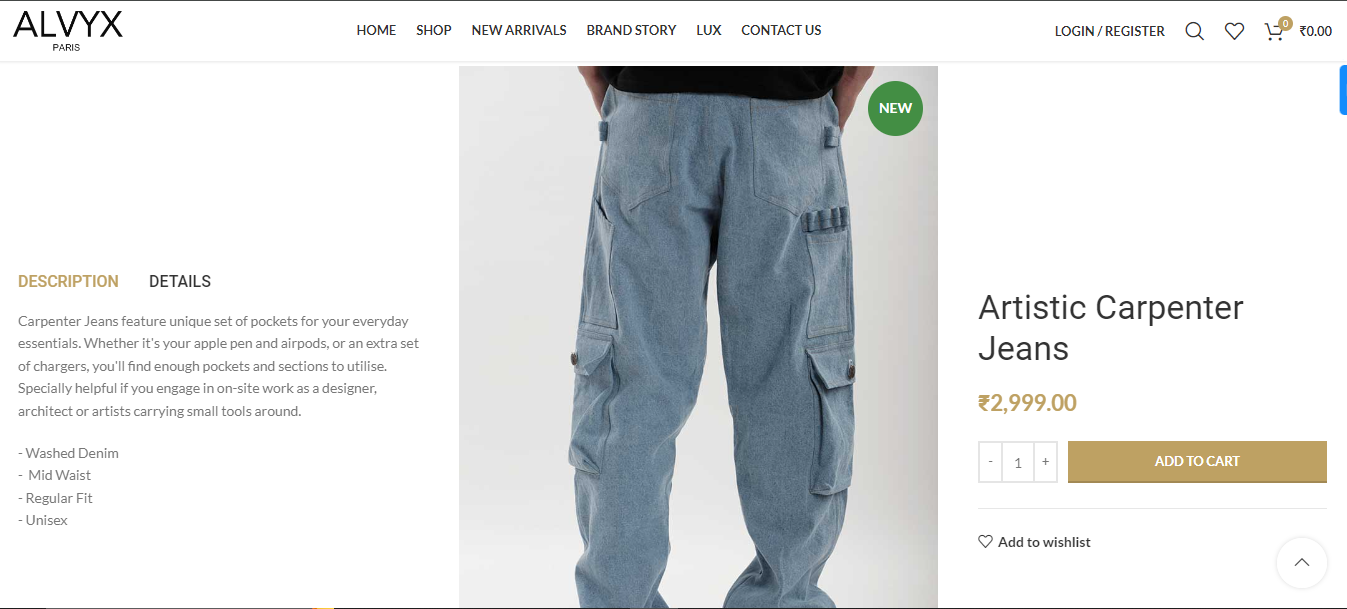 ALVYX
PARIS
HOME SHOP NEW ARRIVALS BRAND STORY LUX CONTACT US
LOGIN / REGISTER 0 ₹0.00
NEW
DESCRIPTION DETAILS
Carpenter Jeans feature unique set of pockets for your everyday
essentials. Whether it's your apple pen and airpods, or an extra set
of chargers, you'll find enough pockets and sections to utilise.
Specially helpful if you engage in on-site work as a designer,
architect or artists carrying small tools around.
- Washed Denim
- Mid Waist
- Regular Fit
- Unisex
Artistic Carpenter
Jeans
₹2,999.00
- 1 + ADD TO CART
Add to wishlist